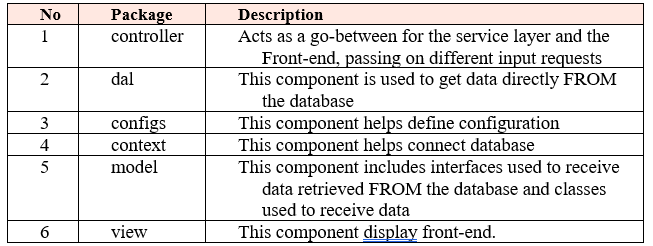 No Package Description
1 controller Acts as a go-between for the service layer and the
Front-end, passing on different input requests
2 dal This component is used to get data directly FROM
the database
3 configs This component helps define configuration
4 context This component helps connect database
5 model This component includes interfaces used to receive
data retrieved FROM the database and classes
used to receive data
6 view This component display front-end.